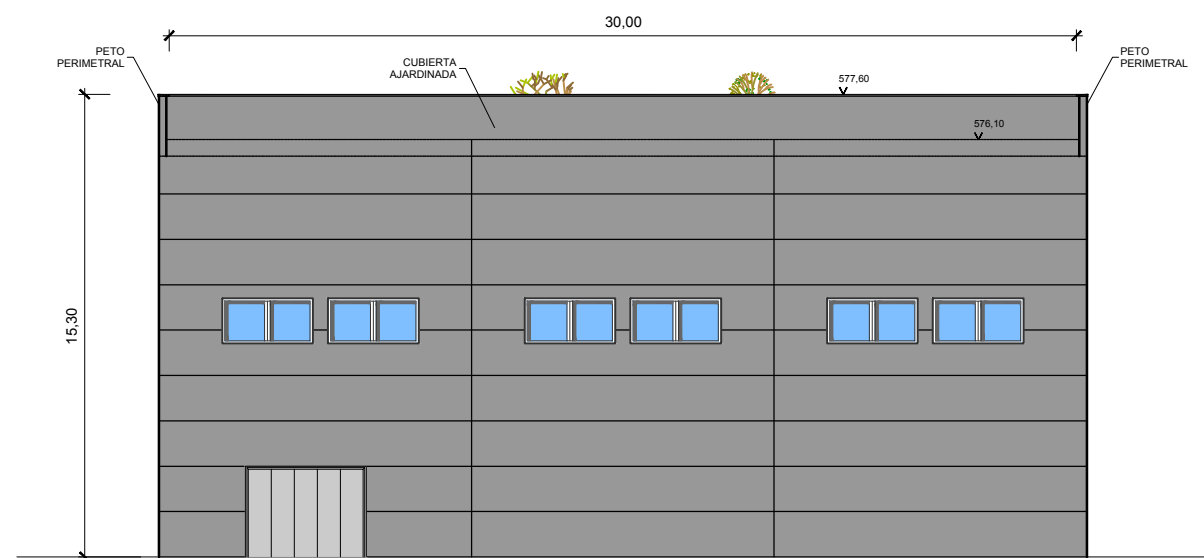 30,00
PETO
PERIMETRAL
CUBIERTA
AJARDINADA
577,60
PETO
PERIMETRAL
576,10
15,30